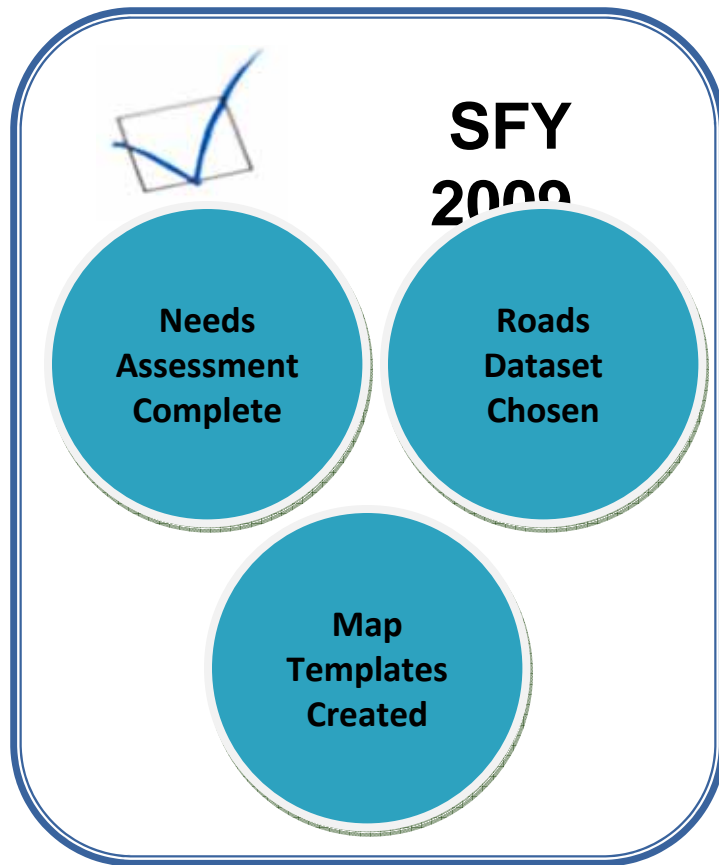 SFY
2009
Needs
Assessment
Complete
Roads
Dataset
Chosen
Map
Templates
Created